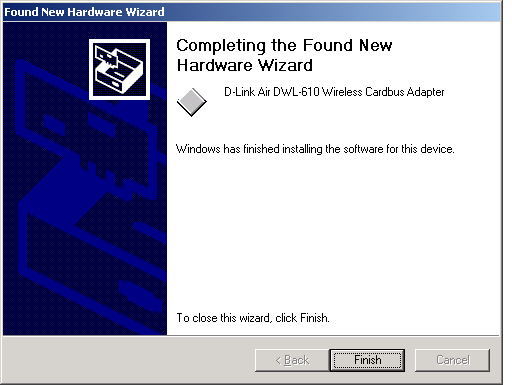 Found New Hardware Wizard
Completing the Found New
Hardware Wizard
D-Link Air DWL-610 Wireless Cardbus Adapter
Windows has finished installing the software for this device.
To close this wizard, click Finish.
< Back Finish Cancel